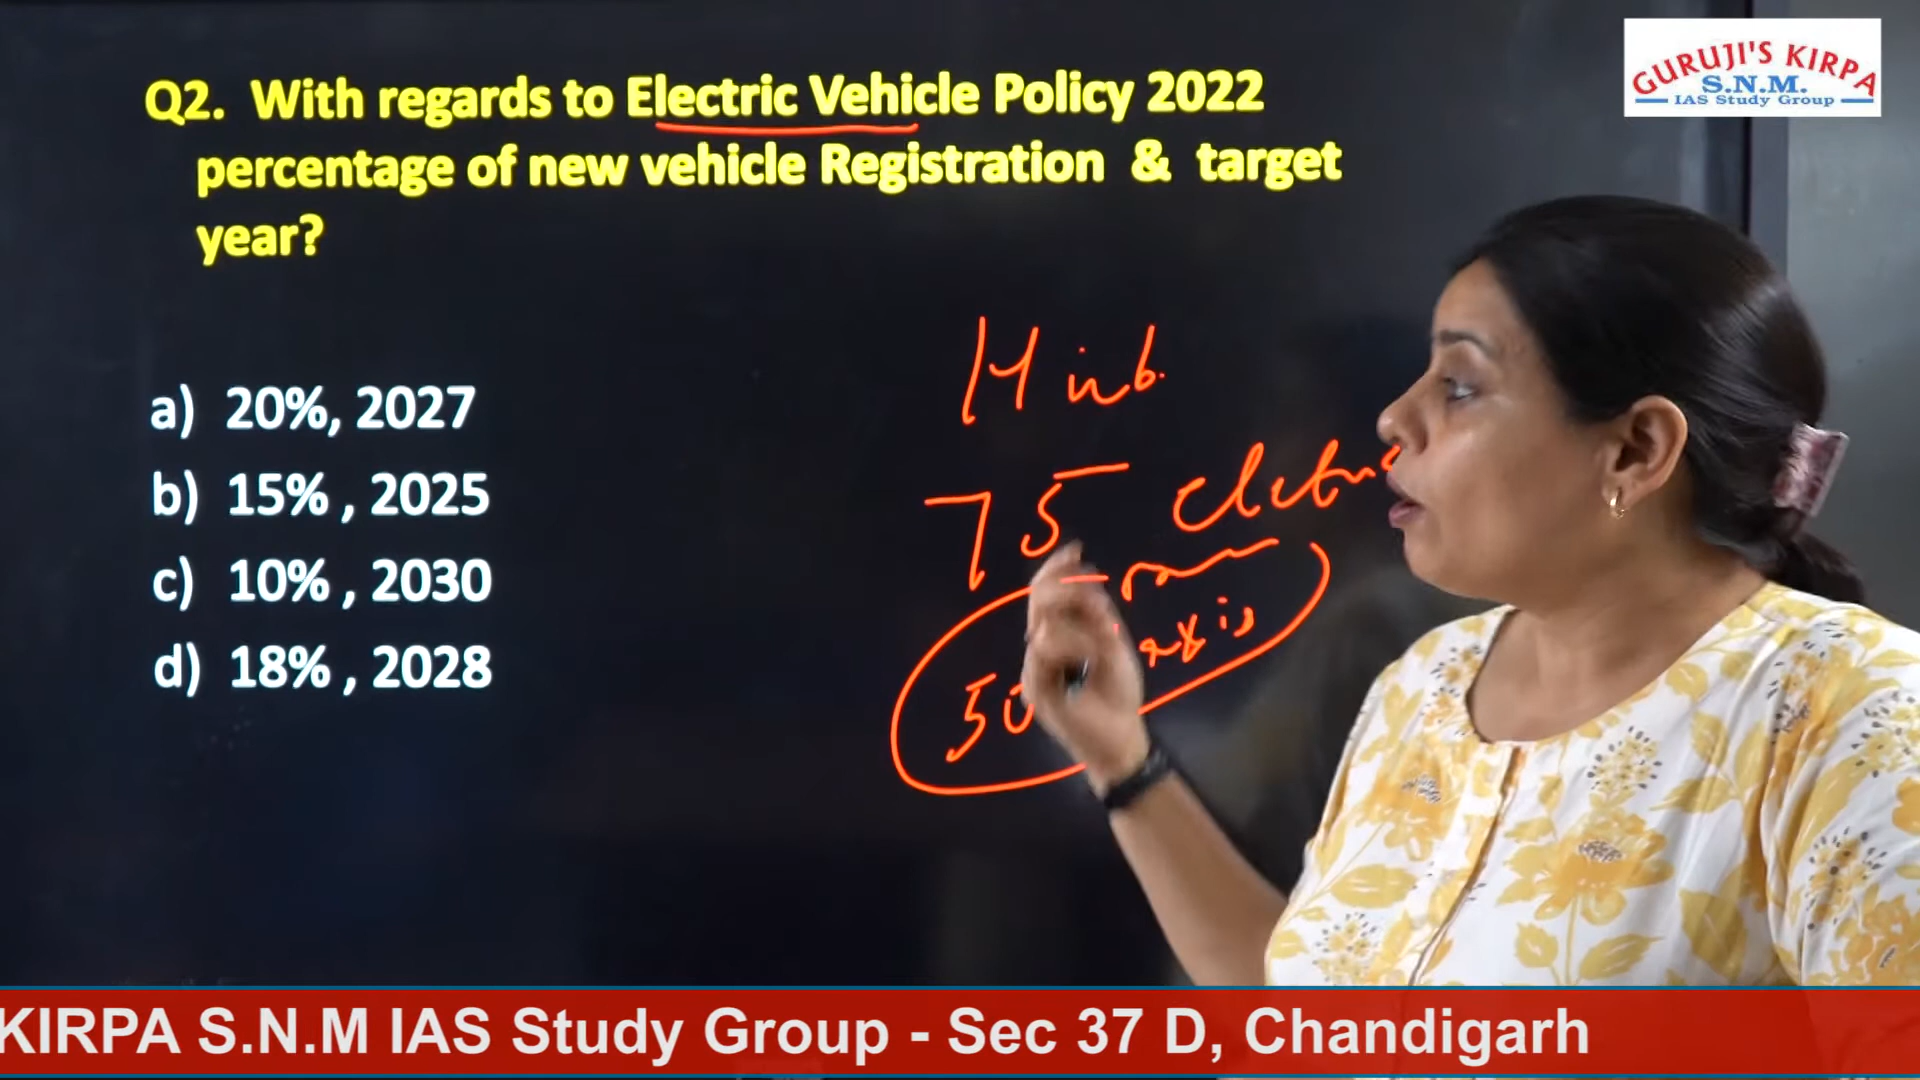 GURUJI'S KIRPA
S.N.M.
IAS Study Group
Q2. With regards to Electric Vehicle Policy 2022
percentage of new vehicle Registration & target
year?
a) 20%, 2027
b) 15% , 2025
c) 10% , 2030
d) 18% , 2028
75
50
KIRPA S.N.M IAS Study Group - Sec 37 D, Chandigarh